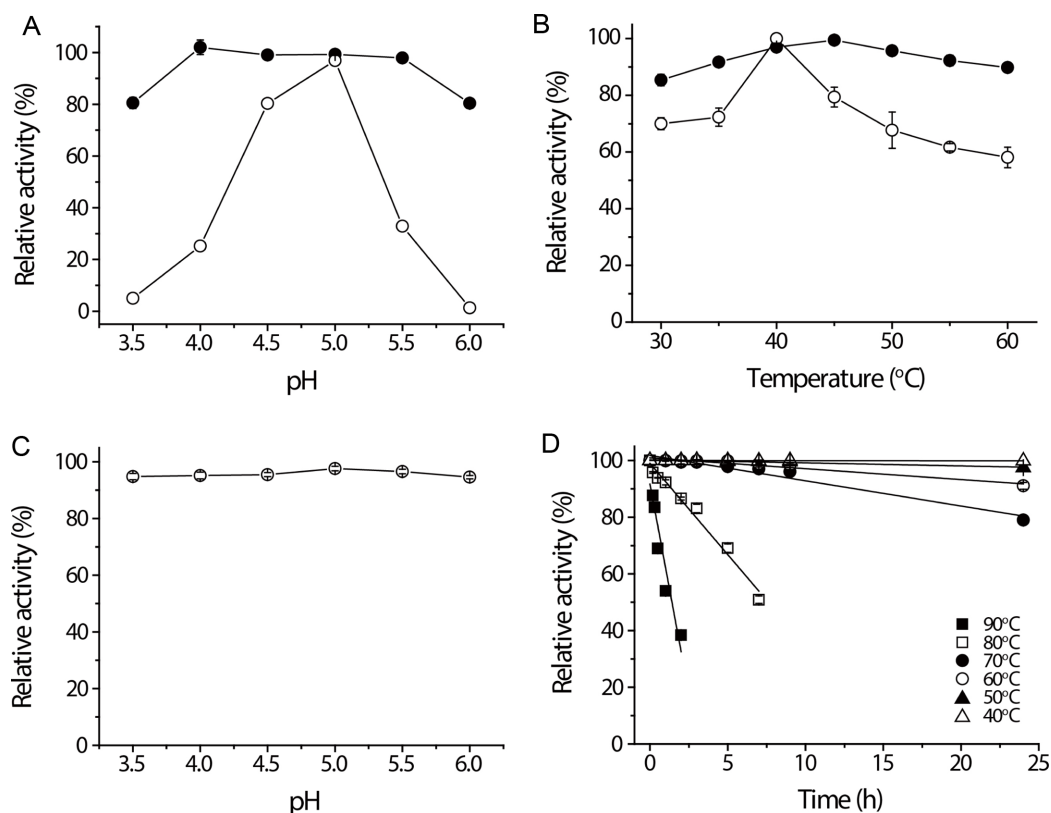 A
Relative activity (%)
100
80
60
40
20
0
3.5 4.0 4.5 5.0 5.5 6.0
pH
B
Relative activity (%)
100
80
60
40
20
0
30 40 50 60
Temperature (°C)
C
Relative activity (%)
100
80
60
40
20
0
3.5 4.0 4.5 5.0 5.5 6.0
pH
D
Relative activity (%)
100
80
60
40
20
0
90°C
80°C
70°C
60°C
50°C
40°C
0 5 10 15 20 25
Time (h)